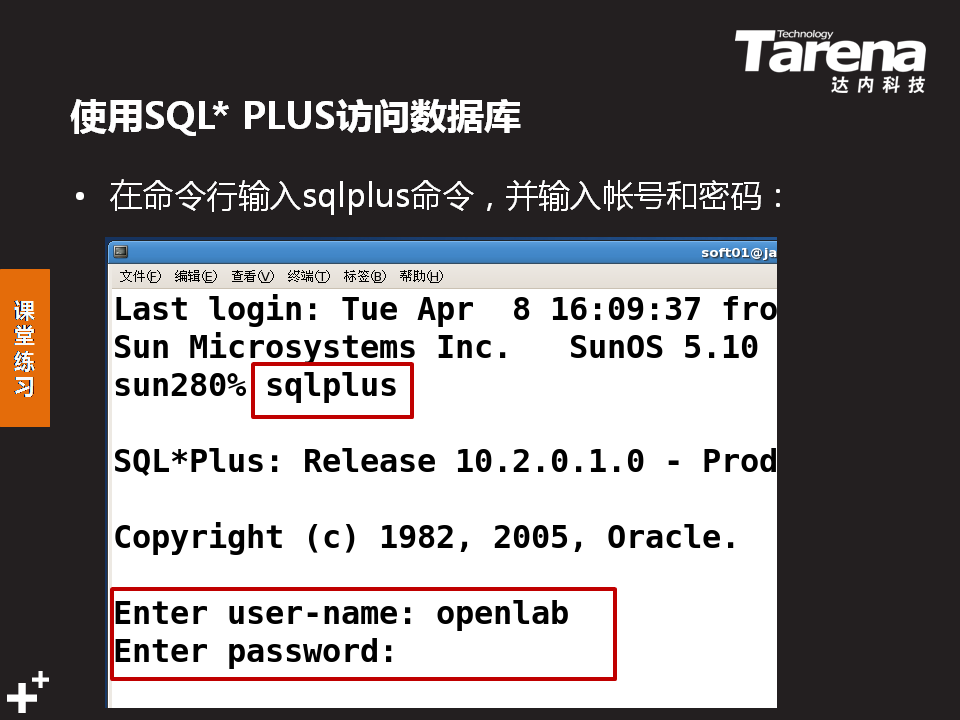 Technology
Tarena
达内科技
使用SQL* PLUS访问数据库
• 在命令行输入sqlplus命令，并输入帐号和密码：
soft01@ja
文件(F) 编辑(E) 查看(V) 终端(T) 标签(B) 帮助(H)
Last login: Tue Apr  8 16:09:37 fro
Sun Microsystems Inc.   SunOS 5.10
sun280% sqlplus
SQL*Plus: Release 10.2.0.1.0 - Prod
Copyright (c) 1982, 2005, Oracle.
Enter user-name: openlab
Enter password:
课堂练习